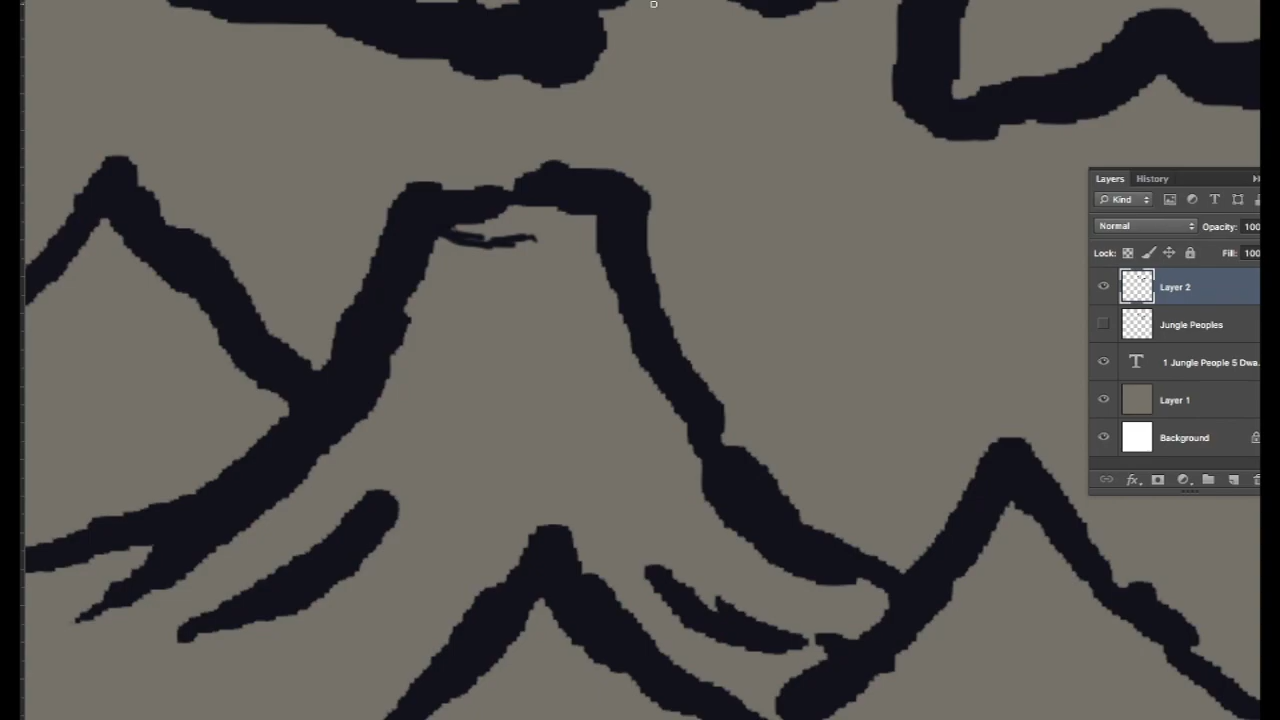 Layers History
Kind
Normal Opacity: 100
Lock: Fill: 100
Layer 2
Jungle Peoples
T 1 Jungle People 5 Dwa...
Layer 1
Background
fx